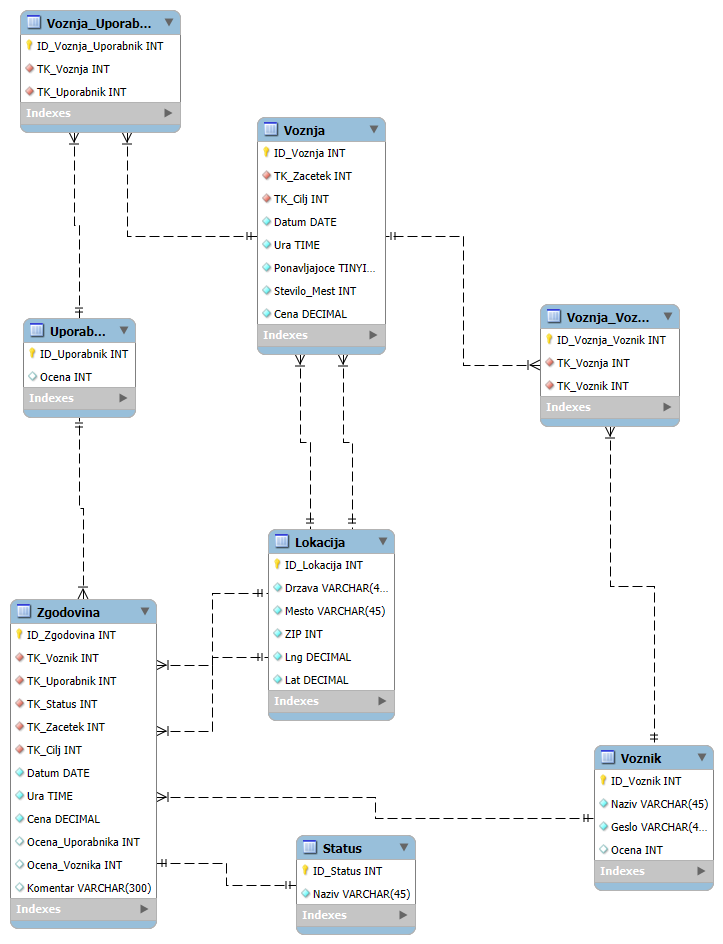 Voznja_Uporab...
ID_Voznja_Uporabnik INT
TK_Voznja INT
TK_Uporabnik INT
Indexes
Voznja
ID_Voznja INT
TK_Zacetek INT
TK_Cilj INT
Datum DATE
Ura TIME
Ponavljajoce TINYI...
Stevilo_Mest INT
Cena DECIMAL
Indexes
Voznja_Voz...
ID_Voznja_Voznik INT
TK_Voznja INT
TK_Voznik INT
Indexes
Uporab...
ID_Uporabnik INT
Ocena INT
Indexes
Lokacija
ID_Lokacija INT
Drzava VARCHAR(4...
Mesto VARCHAR(45)
ZIP INT
Lng DECIMAL
Lat DECIMAL
Indexes
Zgodovina
ID_Zgodovina INT
TK_Voznik INT
TK_Uporabnik INT
TK_Status INT
TK_Zacetek INT
TK_Cilj INT
Datum DATE
Ura TIME
Cena DECIMAL
Ocena_Uporabnika INT
Ocena_Voznika INT
Komentar VARCHAR(300)
Indexes
Voznik
ID_Voznik INT
Naziv VARCHAR(45)
Geslo VARCHAR(4...
Ocena INT
Indexes
Status
ID_Status INT
Naziv VARCHAR(45)
Indexes